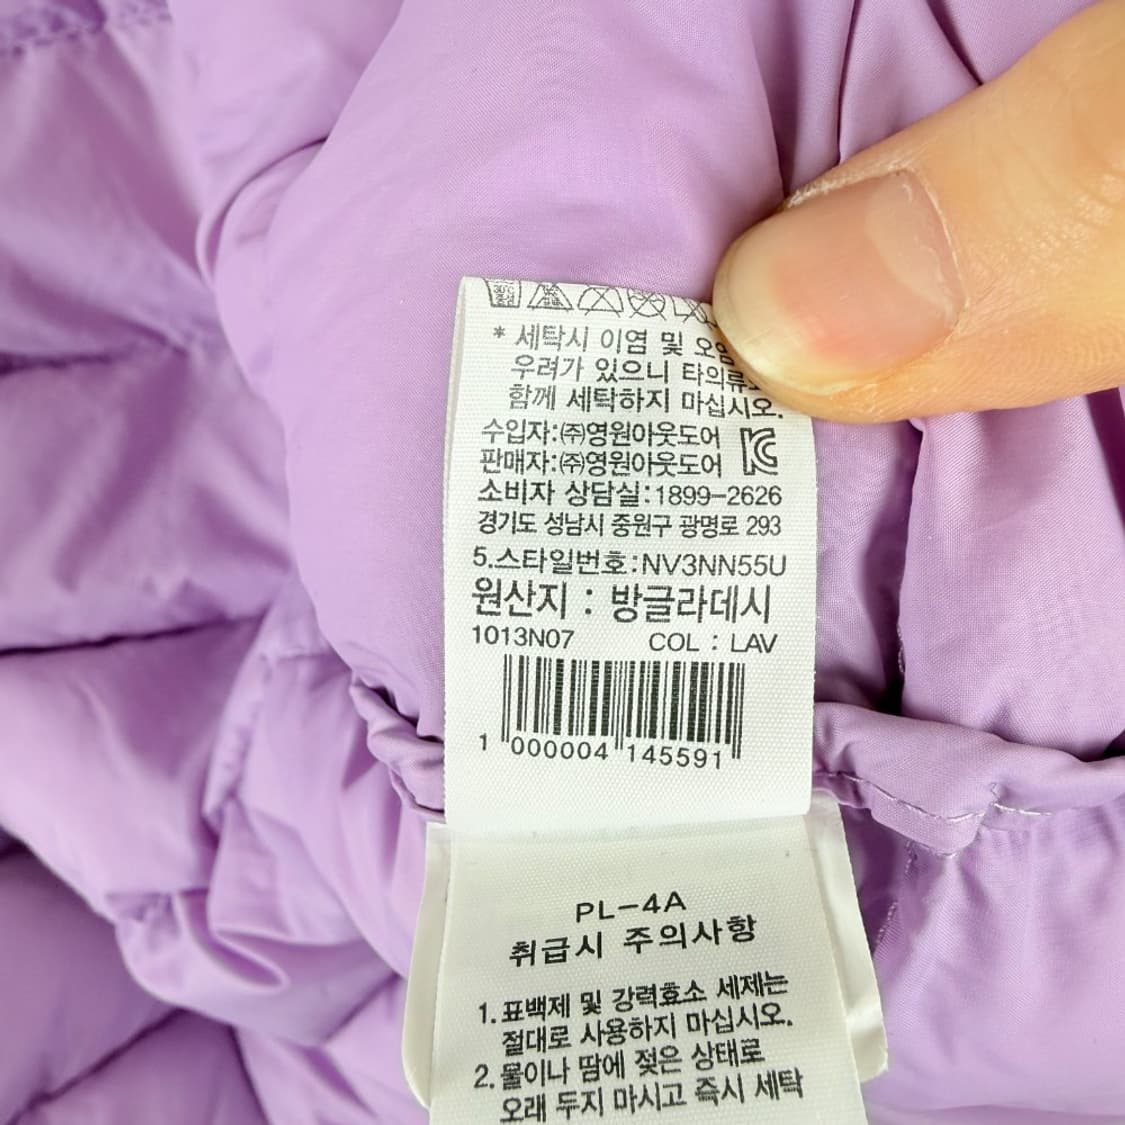 * 세탁시 이염 및
우려가 있으니
함께 세탁하지 마십시오.
수입자:㈜영원아웃도어
판매자:㈜영원아웃도어
소비자 상담실:1899-2626
경기도 성남시 중원구 광명로 293
5.스타일번호:NV3NN55U
원산지 : 방글라데시
1013N07 COL : LAV
1 000004 145591
PL-4A
취급시 주의사항
1. 표백제 및 강력효소 세제는
절대로 사용하지 마십시오.
2. 물이나 땀에 젖은 상태로
오래 두지 마시고 즉시 세탁